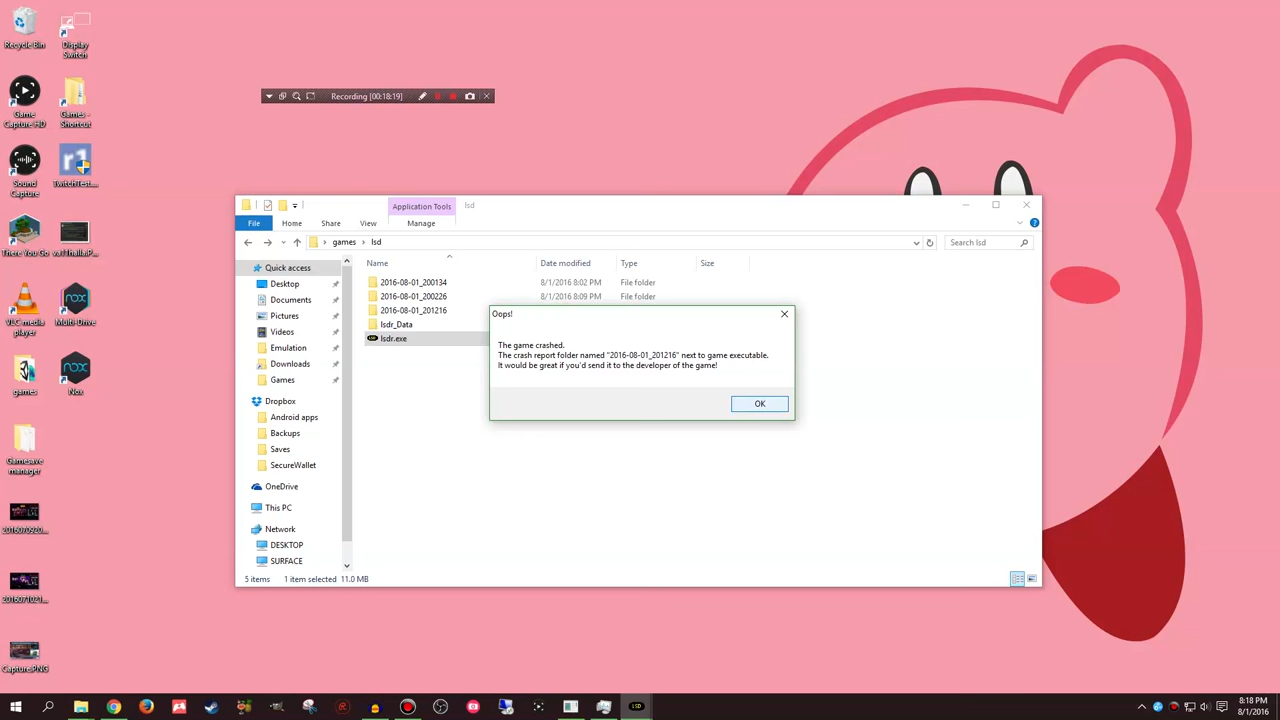 Recycle Bin
Display
Switch
Game
Capture HD
Games -
Shortcut
Sound
Capture
TwitchTest....
There You Go
va11halla.P...
VLC media
player
Multi-Drive
games
Nox
Gamesave
manager
2016070920...
2016071021...
Capture.PNG
Recording [00:18:19]
Application Tools
lsd
File
Home
Share
View
Manage
games
lsd
Search lsd
Quick access
Desktop
Documents
Pictures
Videos
Emulation
Downloads
Games
Dropbox
Android apps
Backups
Saves
SecureWallet
OneDrive
This PC
Network
DESKTOP
SURFACE
Name
Date modified
Type
Size
2016-08-01_200134
8/1/2016 8:02 PM
File folder
2016-08-01_200226
8/1/2016 8:09 PM
File folder
2016-08-01_201216
lsdr_Data
lsdr.exe
Oops!
The game crashed.
The crash report folder named "2016-08-01_201216" next to game executable.
It would be great if you'd send it to the developer of the game!
OK
5 items
1 item selected 11.0 MB
LSD
8:18 PM
8/1/2016